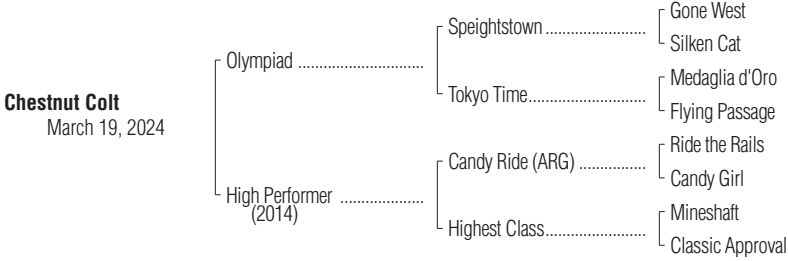 Chestnut Colt
March 19, 2024
Olympiad ............................
High Performer ...................
(2014)
Speightstown .......................
Tokyo Time...........................
Candy Ride (ARG) ...............
Highest Class.......................
Gone West
Silken Cat
Medaglia d'Oro
Flying Passage
Ride the Rails
Candy Girl
Mineshaft
Classic Approval